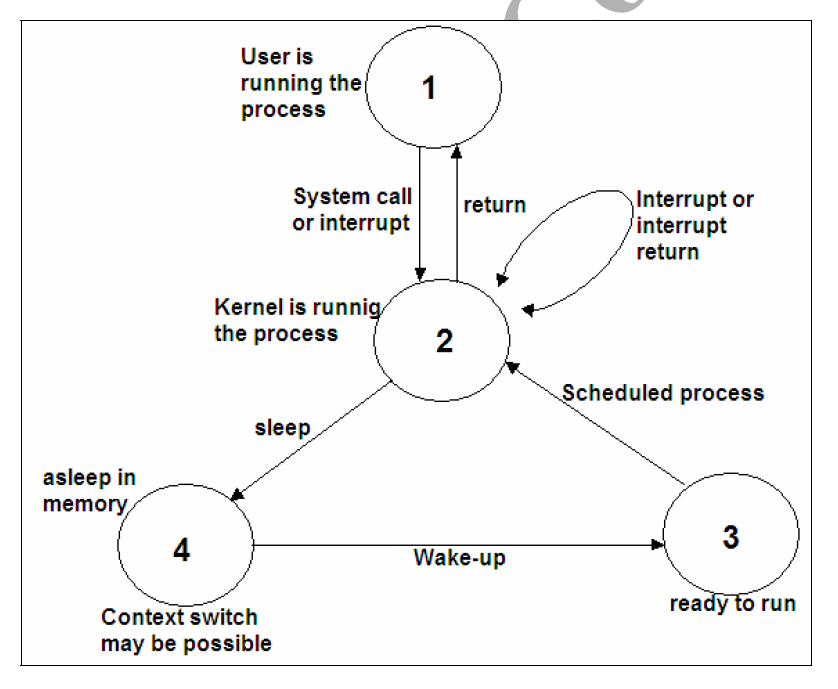 User is
running the
process
1
System call
or interrupt
return
Interrupt or
interrupt
return
Kernel is runnig
the process
2
Scheduled process
sleep
asleep in
memory
4
Wake-up
3
ready to run
Context switch
may be possible